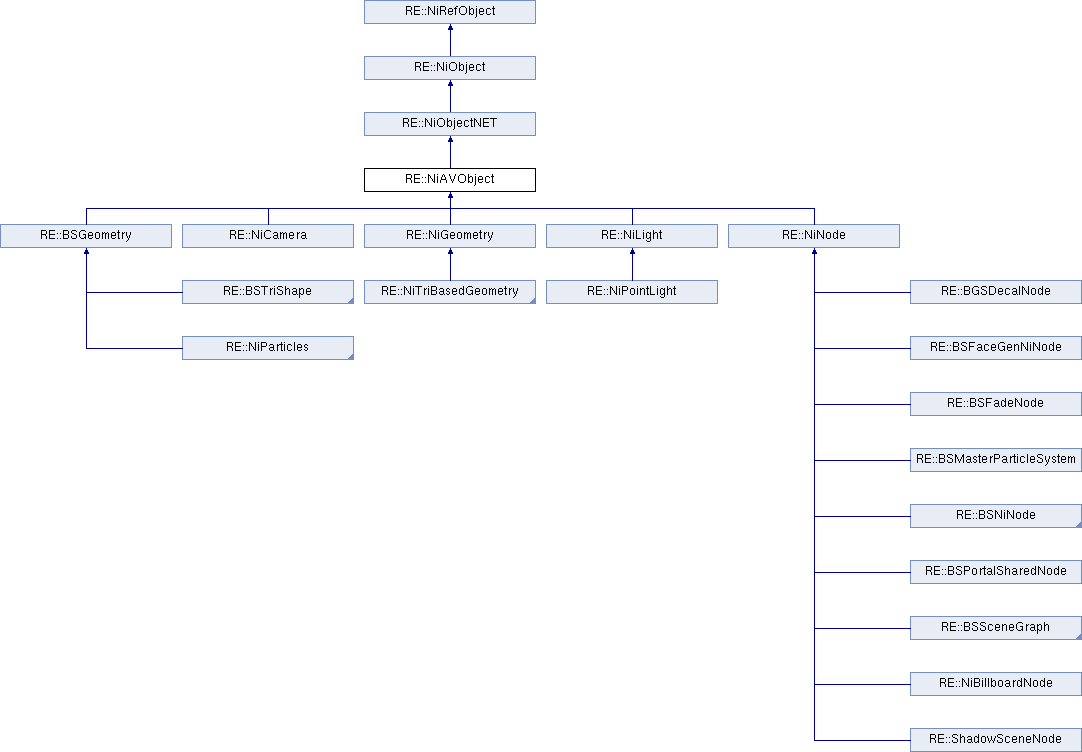 RE::NiRefObject
RE::NiObject
RE::NiObjectNET
RE::NiAVObject
RE::BSGeometry
RE::NiCamera
RE::NiGeometry
RE::NiLight
RE::NiNode
RE::BSTriShape
RE::NiTriBasedGeometry
RE::NiPointLight
RE::BGSDecalNode
RE::NiParticles
RE::BSFaceGenNiNode
RE::BSFadeNode
RE::BSMasterParticleSystem
RE::BSNiNode
RE::BSPortalSharedNode
RE::BSSceneGraph
RE::NiBillboardNode
RE::ShadowSceneNode